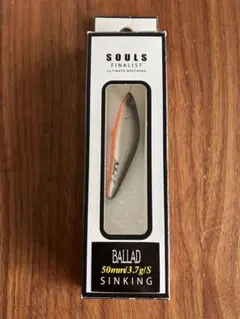 SOULS
FINALIST
ULTIMATE BROTHERS
BALLAD
50mm/3.7g/S
SINKING